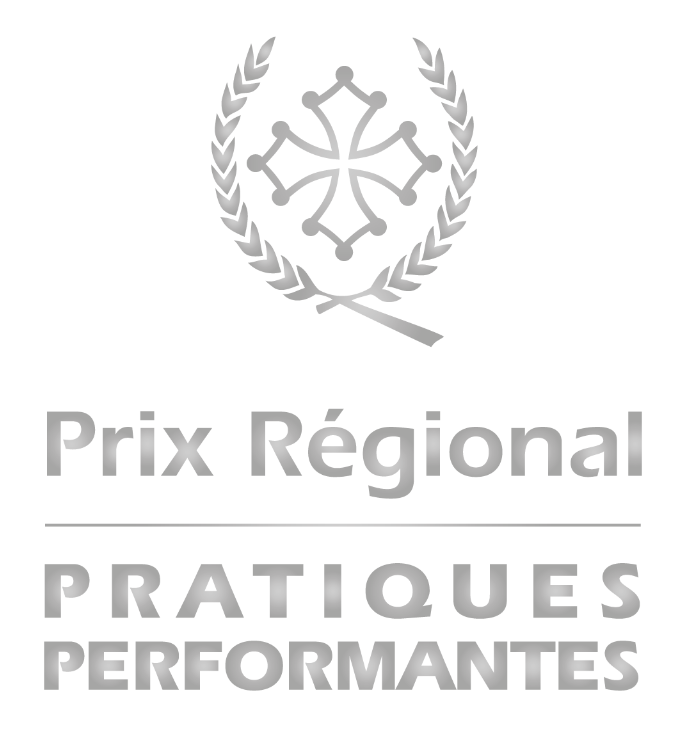 Prix Régional
PRATIQUES
PERFORMANTES